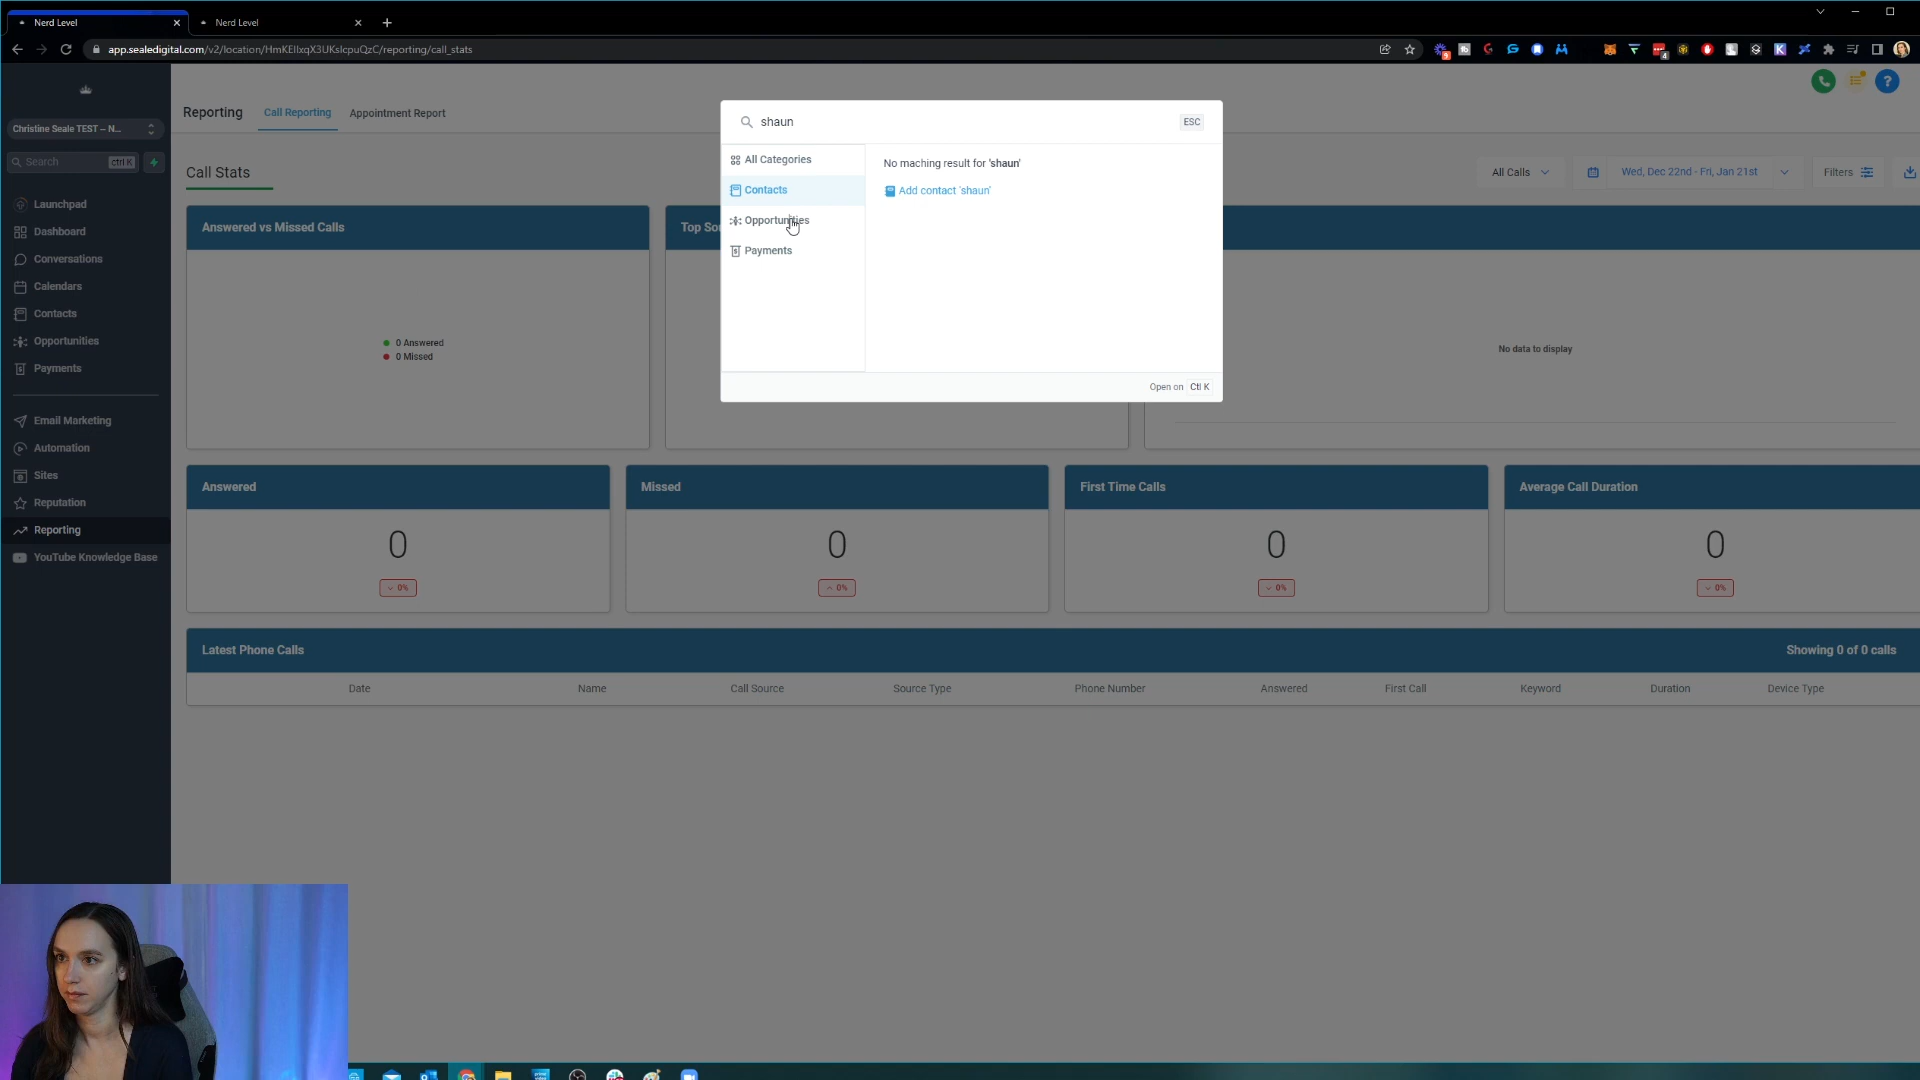 Nerd Level
Nerd Level
app.sealedigital.com/v2/location/HmKEIlxqX3UKsIcpuQzC/reporting/call_stats
9
4
Christine Seale TEST – N...
Search
ctrl K
Launchpad
Dashboard
Conversations
Calendars
Contacts
Opportunities
Payments
Email Marketing
Automation
Sites
Reputation
Reporting
YouTube Knowledge Base
Reporting
Call Reporting
Appointment Report
Call Stats
All Calls
Wed, Dec 22nd - Fri, Jan 21st
Filters
shaun
ESC
All Categories
Contacts
Opportunities
Payments
No maching result for 'shaun'
Add contact 'shaun'
Open on Ctl K
Answered vs Missed Calls
0 Answered
0 Missed
Top So
No data to display
Answered
0
0%
Missed
0
0%
First Time Calls
0
0%
Average Call Duration
0
0%
Latest Phone Calls
Showing 0 of 0 calls
Date Name Call Source Source Type Phone Number Answered First Call Keyword Duration Device Type